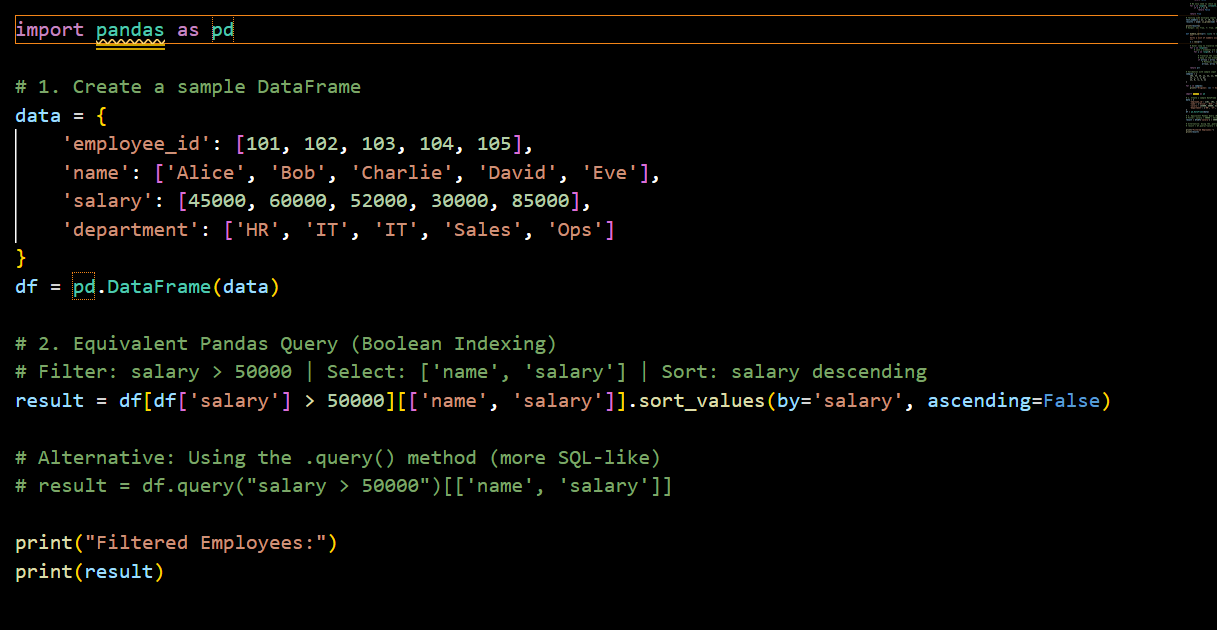 import pandas as pd
# 1. Create a sample DataFrame
data = {
    'employee_id': [101, 102, 103, 104, 105],
    'name': ['Alice', 'Bob', 'Charlie', 'David', 'Eve'],
    'salary': [45000, 60000, 52000, 30000, 85000],
    'department': ['HR', 'IT', 'IT', 'Sales', 'Ops']
}
df = pd.DataFrame(data)
# 2. Equivalent Pandas Query (Boolean Indexing)
# Filter: salary > 50000 | Select: ['name', 'salary'] | Sort: salary descending
result = df[df['salary'] > 50000][['name', 'salary']].sort_values(by='salary', ascending=False)
# Alternative: Using the .query() method (more SQL-like)
# result = df.query("salary > 50000")[['name', 'salary']]
print("Filtered Employees:")
print(result)